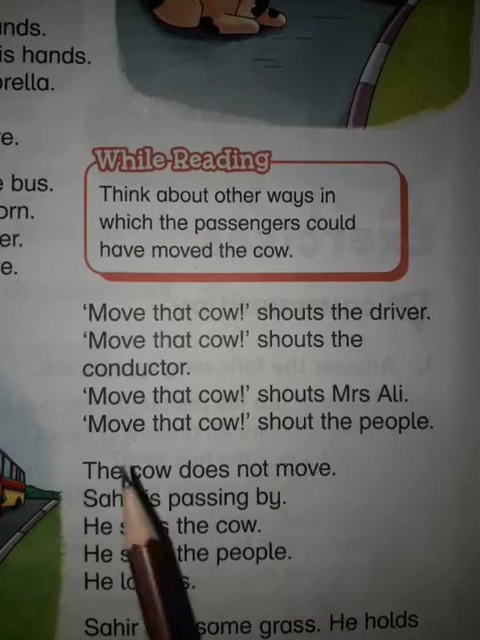 ands.
is hands.
orella.
e.
e bus.
orn.
er.
e.
While-Reading
Think about other ways in
which the passengers could
have moved the cow.
'Move that cow!' shouts the driver.
'Move that cow!' shouts the
conductor.
'Move that cow!' shouts Mrs Ali.
'Move that cow!' shout the people.
The cow does not move.
is passing by.
He the cow.
He the people.
He
Sahir some grass. He holds